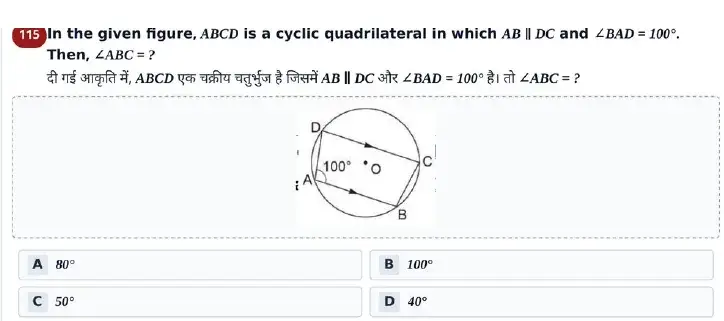 115 In the given figure, ABCD is a cyclic quadrilateral in which AB ∥ DC and ∠BAD = 100°.
Then, ∠ABC = ?
दी गई आकृति में, ABCD एक चक्रीय चतुर्भुज है जिसमें AB ∥ DC और ∠BAD = 100° है। तो ∠ABC = ?
D
100° O C
A
B
A 80°
B 100°
C 50°
D 40°